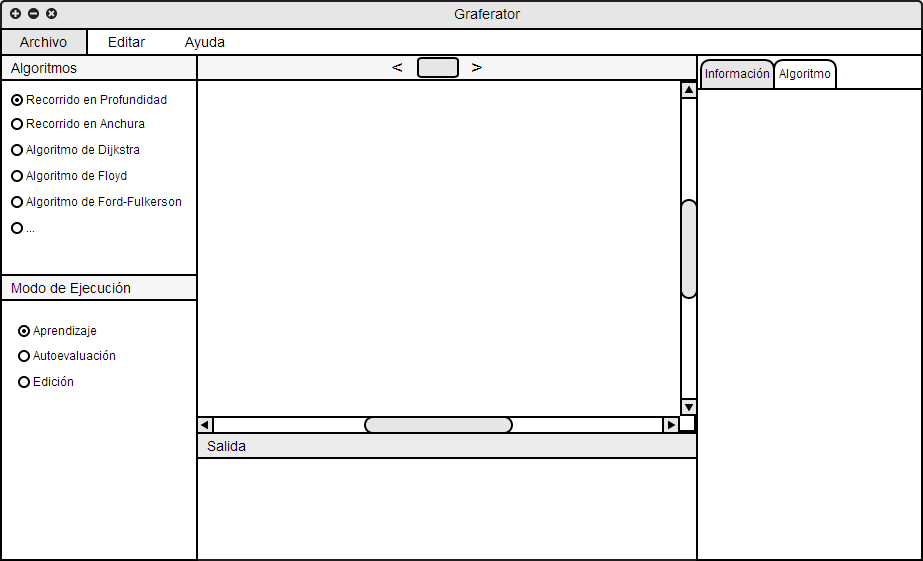 Graferator
Archivo Editar Ayuda
Algoritmos
< >
Información Algoritmo
Recorrido en Profundidad
Recorrido en Anchura
Algoritmo de Dijkstra
Algoritmo de Floyd
Algoritmo de Ford-Fulkerson
...
Modo de Ejecución
Aprendizaje
Autoevaluación
Edición
Salida